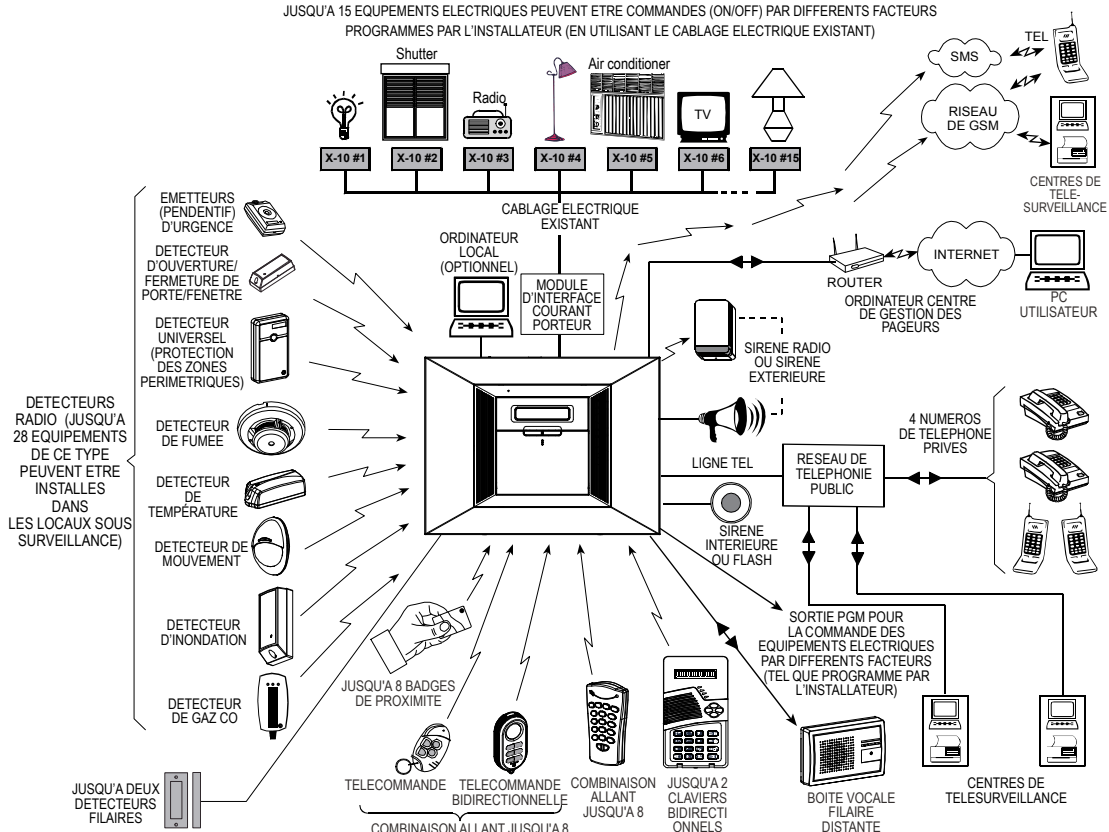 JUSQU'A 15 EQUPEMENTS ELECTRIQUES PEUVENT ETRE COMMANDES (ON/OFF) PAR DIFFERENTS FACTEURS
PROGRAMMES PAR L'INSTALLATEUR (EN UTILISANT LE CABLAGE ELECTRIQUE EXISTANT)
Shutter
Radio
Air conditioner
TV
X-10 #1
X-10 #2
X-10 #3
X-10 #4
X-10 #5
X-10 #6
X-10 #15
CABLAGE ELECTRIQUE
EXISTANT
SMS
TEL
RISEAU
DE GSM
CENTRES DE
TELE-
SURVEILLANCE
ORDINATEUR
LOCAL
(OPTIONNEL)
MODULE
D'INTERFACE
COURANT
PORTEUR
ROUTER
INTERNET
ORDINATEUR CENTRE
DE GESTION DES
PAGEURS
PC
UTILISATEUR
EMETTEURS
(PENDENTIF)
D'URGENCE
DETECTEUR
D'OUVERTURE/
FERMETURE DE
PORTE/FENETRE
DETECTEUR
UNIVERSEL
(PROTECTION
DES ZONES
PERIMETRIQUES)
DETECTEUR
DE FUMEE
DETECTEUR
DE
TEMPÉRATURE
DETECTEUR DE
MOUVEMENT
DETECTEUR
D'INONDATION
DETECTEUR
DE GAZ CO
DETECTEURS
RADIO (JUSQU'A
28 EQUIPEMENTS
DE CE TYPE
PEUVENT ETRE
INSTALLES
DANS
LES LOCAUX SOUS
SURVEILLANCE)
JUSQU'A DEUX
DETECTEURS
FILAIRES
SIRENE RADIO
OU SIRENE
EXTERIEURE
LIGNE TEL
RESEAU DE
TELEPHONIE
PUBLIC
4 NUMEROS
DE TELEPHONE
PRIVES
SIRENE
INTERIEURE
OU FLASH
SORTIE PGM POUR
LA COMMANDE DES
EQUIPEMENTS ELECTRIQUES
PAR DIFFERENTS FACTEURS
(TEL QUE PROGRAMME PAR
L'INSTALLATEUR)
JUSQU'A 8 BADGES
DE PROXIMITE
TELECOMMANDE
TELECOMMANDE
BIDIRECTIONNELLE
COMBINAISON ALLANT JUSQU'A 8
COMBINAISON
ALLANT
JUSQU'A 8
JUSQU'A 2
CLAVIERS
BIDIRECTI
ONNELS
BOITE VOCALE
FILAIRE
DISTANTE
CENTRES DE
TELESURVEILLANCE